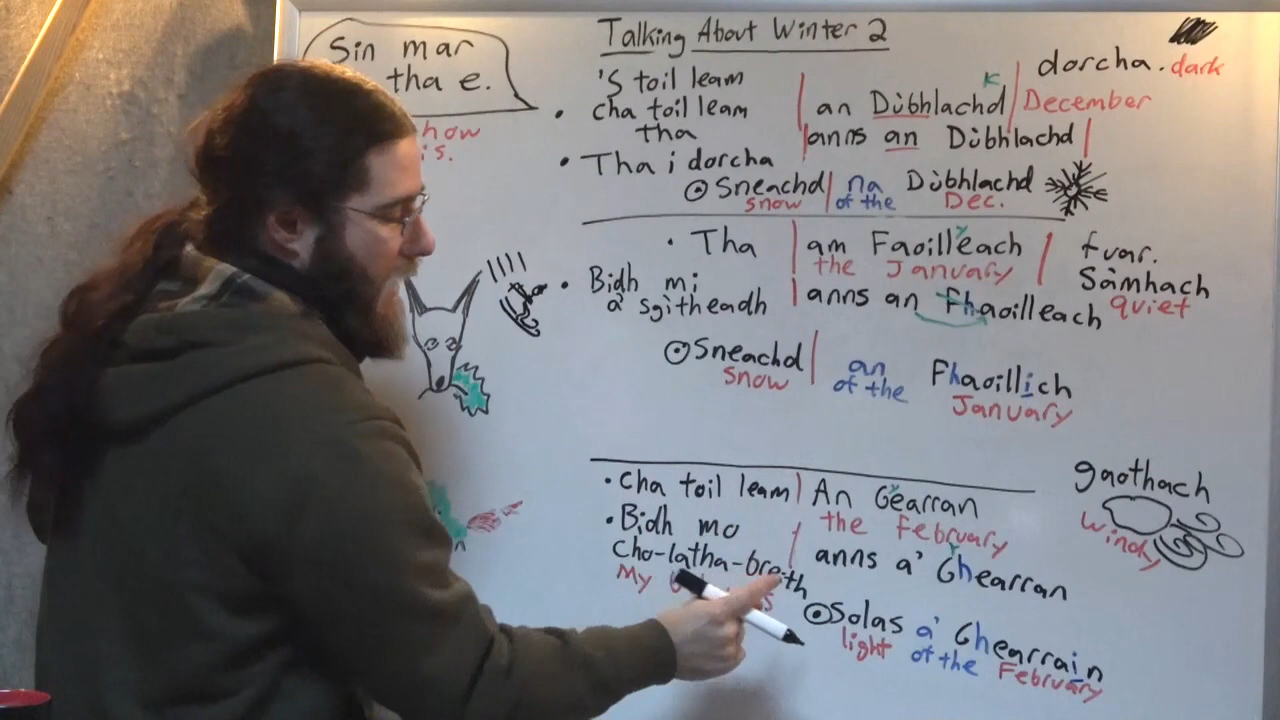 Talking About Winter 2
Sin mar
tha e.
how
is.
'S toil leam
cha toil leam
tha
an Dùbhlachd
k
December
dorcha. dark
anns an Dùbhlachd
Tha i dorcha
Sneachd na Dùbhlachd
snow of the Dec.
Tha am Faoilleach fuar.
the January
Sàmhach
quiet
Bidh mi
a' sgitheadh
anns an Fhaoilleach
Sneachd an Fhaoillich
snow of the January
Cha toil leam An Gearran
the February
gaothach
windy
Bidh mo
Cho-latha-breith
My
anns a' Ghearran
Solas a' Ghearrain
light of the February